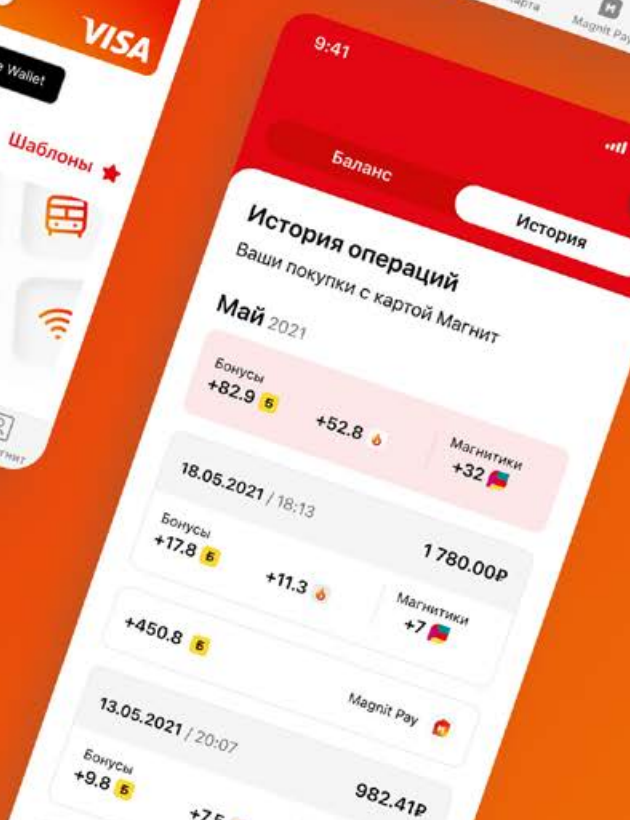 VISA
Wallet
Шаблоны
Magnit Pay
9:41
Баланс
История
История операций
Ваши покупки с картой Магнит
Май 2021
Бонусы
+82.9 Б
+52.8
Магнитики
+32
18.05.2021 / 18:13
1 780.00₽
Бонусы
+17.8 Б
+11.3
Магнитики
+7
+450.8 Б
Magnit Pay
13.05.2021 / 20:07
982.41₽
Бонусы
+9.8 Б